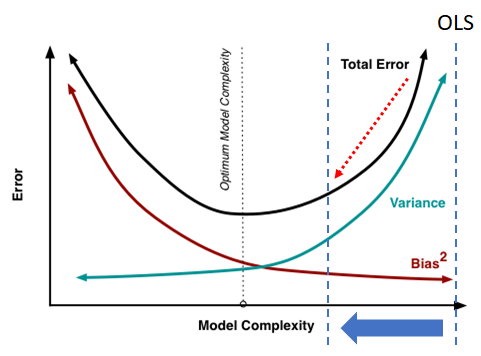 OLS
Total Error
Optimum Model Complexity
Error
Variance
Bias²
Model Complexity